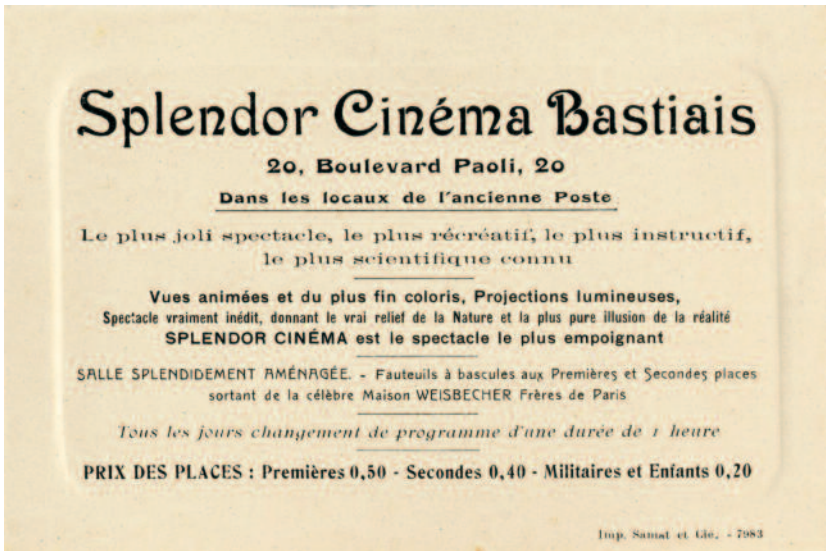 Splendor Cinéma Bastiais
20, Boulevard Paoli, 20
Dans les locaux de l'ancienne Poste
Le plus joli spectacle, le plus récréatif, le plus instructif,
le plus scientifique connu
Vues animées et du plus fin coloris, Projections lumineuses,
Spectacle vraiment inédit, donnant le vrai relief de la Nature et la plus pure illusion de la réalité
SPLENDOR CINÉMA est le spectacle le plus empoignant
SALLE SPLENDIDEMENT AMÉNAGÉE. - Fauteuils à bascules aux Premières et Secondes places
sortant de la célèbre Maison WEISBECHER Frères de Paris
Tous les jours changement de programme d'une durée de 1 heure
PRIX DES PLACES : Premières 0,50 - Secondes 0,40 - Militaires et Enfants 0,20
Imp. et Cie. - 7983